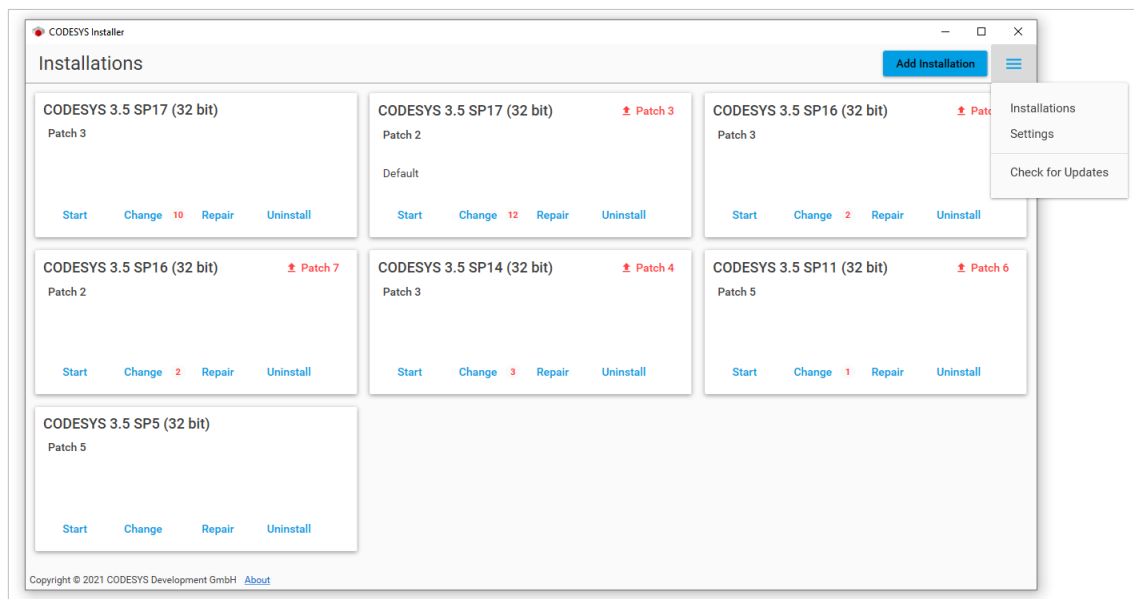 CODESYS Installer
Installations
Add Installation
Installations
Settings
Check for Updates
CODESYS 3.5 SP17 (32 bit)
Patch 3
Start Change 10 Repair Uninstall
CODESYS 3.5 SP17 (32 bit) Patch 3
Patch 2
Default
Start Change 12 Repair Uninstall
CODESYS 3.5 SP16 (32 bit)
Patch 3
Start Change 2 Repair Uninstall
CODESYS 3.5 SP16 (32 bit) Patch 7
Patch 2
Start Change 2 Repair Uninstall
CODESYS 3.5 SP14 (32 bit) Patch 4
Patch 3
Start Change 3 Repair Uninstall
CODESYS 3.5 SP11 (32 bit) Patch 6
Patch 5
Start Change 1 Repair Uninstall
CODESYS 3.5 SP5 (32 bit)
Patch 5
Start Change Repair Uninstall
Copyright © 2021 CODESYS Development GmbH About